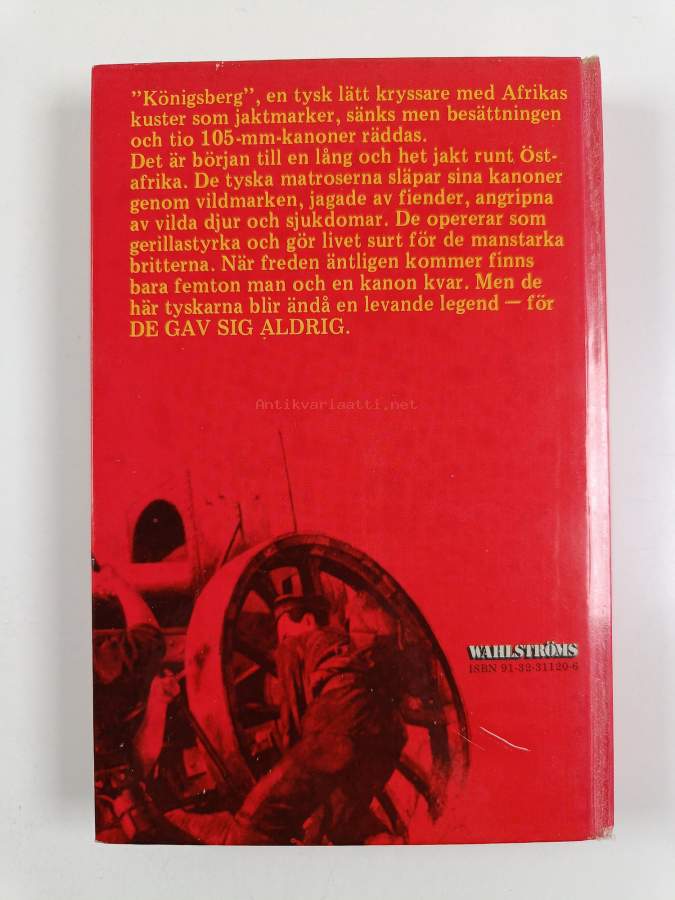 "Königsberg", en tysk lätt kryssare med Afrikas
kuster som jaktmarker, sänks men besättningen
och tio 105-mm-kanoner räddas.
Det är början till en lång och het jakt runt Öst-
afrika. De tyska matroserna släpar sina kanoner
genom vildmarken, jagade av fiender, angripna
av vilda djur och sjukdomar. De opererar som
gerillastyrka och gör livet surt för de manstarka
britterna. När freden äntligen kommer finns
bara femton man och en kanon kvar. Men de
här tyskarna blir ändå en levande legend — för
DE GAV SIG ALDRIG.
Antikvariaatti.net
WAHLSTRÖMS
ISBN 91-32-31120-6